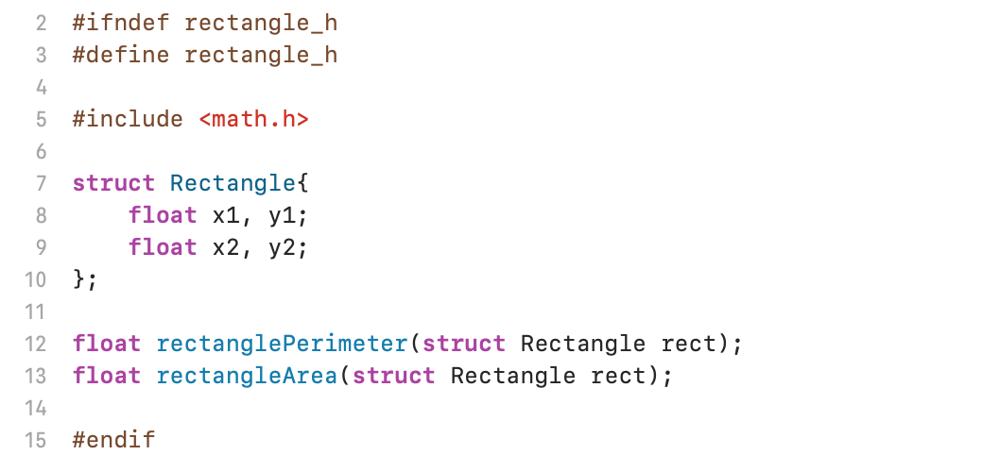 2 #ifndef rectangle_h
3 #define rectangle_h
4
5 #include <math.h>
6
7 struct Rectangle{
8     float x1, y1;
9     float x2, y2;
10 };
11
12 float rectanglePerimeter(struct Rectangle rect);
13 float rectangleArea(struct Rectangle rect);
14
15 #endif